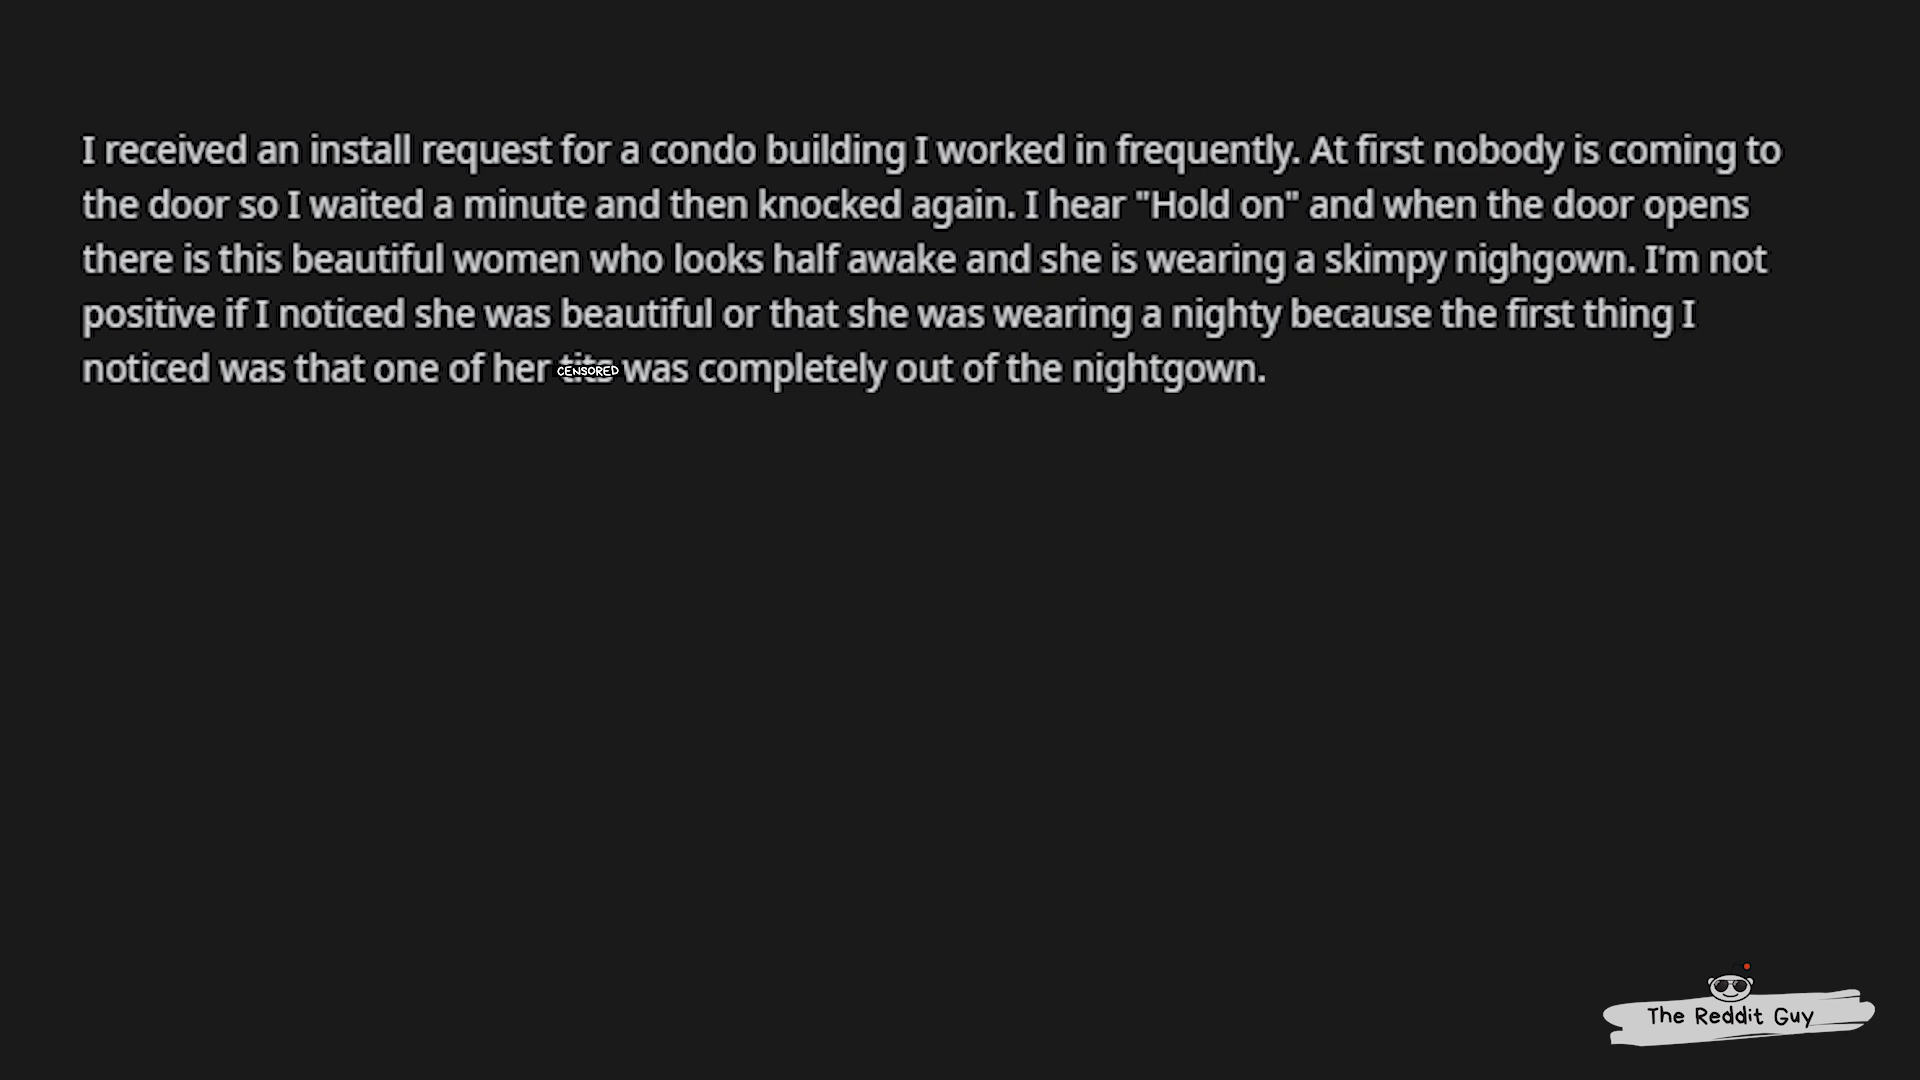 I received an install request for a condo building I worked in frequently. At first nobody is coming to
the door so I waited a minute and then knocked again. I hear "Hold on" and when the door opens
there is this beautiful women who looks half awake and she is wearing a skimpy nighgown. I'm not
positive if I noticed she was beautiful or that she was wearing a nighty because the first thing I
noticed was that one of her tits CENSORED was completely out of the nightgown.
The Reddit Guy